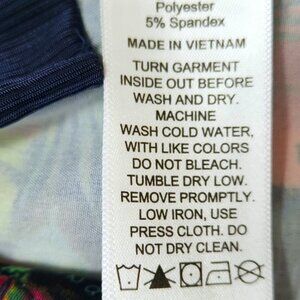 Polyester
5% Spandex
MADE IN VIETNAM
TURN GARMENT
INSIDE OUT BEFORE
WASH AND DRY.
MACHINE
WASH COLD WATER,
WITH LIKE COLORS
DO NOT BLEACH.
TUMBLE DRY LOW.
REMOVE PROMPTLY.
LOW IRON, USE
PRESS CLOTH. DO
NOT DRY CLEAN.